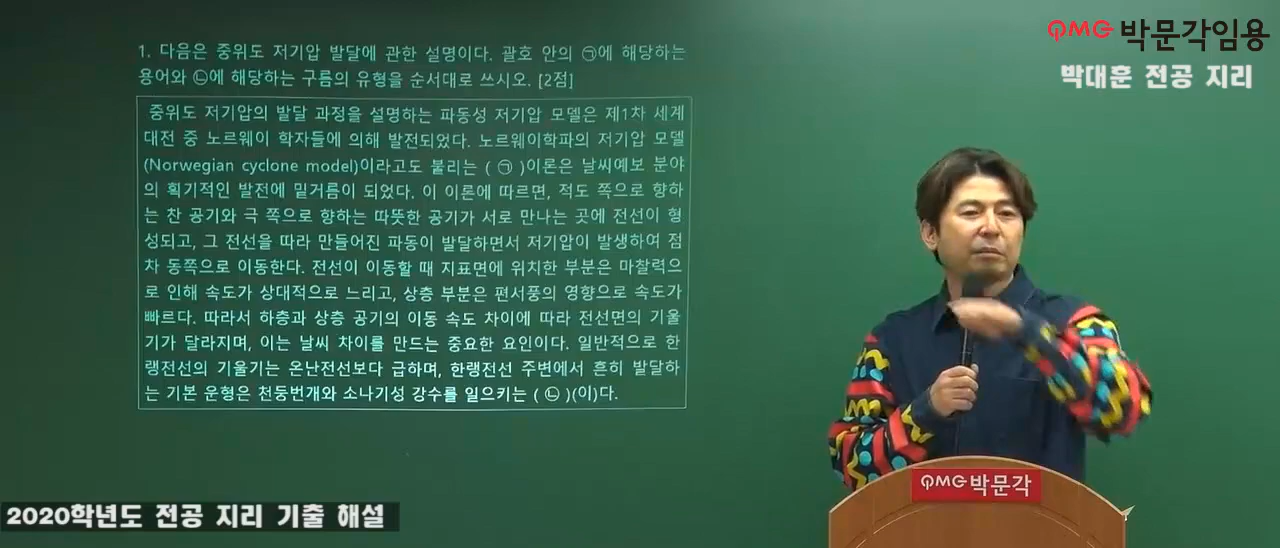 1. 다음은 중위도 저기압 발달에 관한 설명이다. 괄호 안의 ㉠에 해당하는
용어와 ㉡에 해당하는 구름의 유형을 순서대로 쓰시오. [2점]
중위도 저기압의 발달 과정을 설명하는 파동성 저기압 모델은 제1차 세계
대전 중 노르웨이 학자들에 의해 발전되었다. 노르웨이학파의 저기압 모델
(Norwegian cyclone model)이라고도 불리는 ( ㉠ )이론은 날씨예보 분야
의 획기적인 발전에 밑거름이 되었다. 이 이론에 따르면, 적도 쪽으로 향하
는 찬 공기와 극 쪽으로 향하는 따뜻한 공기가 서로 만나는 곳에 전선이 형
성되고, 그 전선을 따라 만들어진 파동이 발달하면서 저기압이 발생하여 점
차 동쪽으로 이동한다. 전선이 이동할 때 지표면에 위치한 부분은 마찰력으
로 인해 속도가 상대적으로 느리고, 상층 부분은 편서풍의 영향으로 속도가
빠르다. 따라서 하층과 상층 공기의 이동 속도 차이에 따라 전선면의 기울
기가 달라지며, 이는 날씨 차이를 만드는 중요한 요인이다. 일반적으로 한
랭전선의 기울기는 온난전선보다 급하며, 한랭전선 주변에서 흔히 발달하
는 기본 운형은 천둥번개와 소나기성 강수를 일으키는 ( ㉡ )(이)다.
PMG 박문각임용
박대훈 전공 지리
PMG 박문각
2020학년도 전공 지리 기출 해설